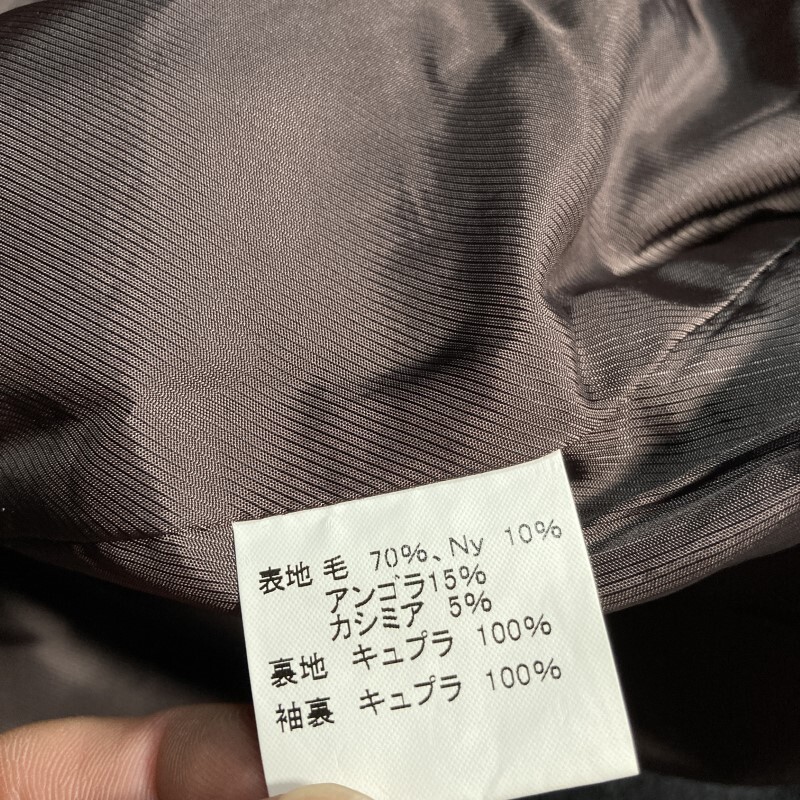 表地 毛 70%、Ny 10%
アンゴラ15%
カシミア 5%
裏地 キュプラ 100%
袖裏 キュプラ 100%